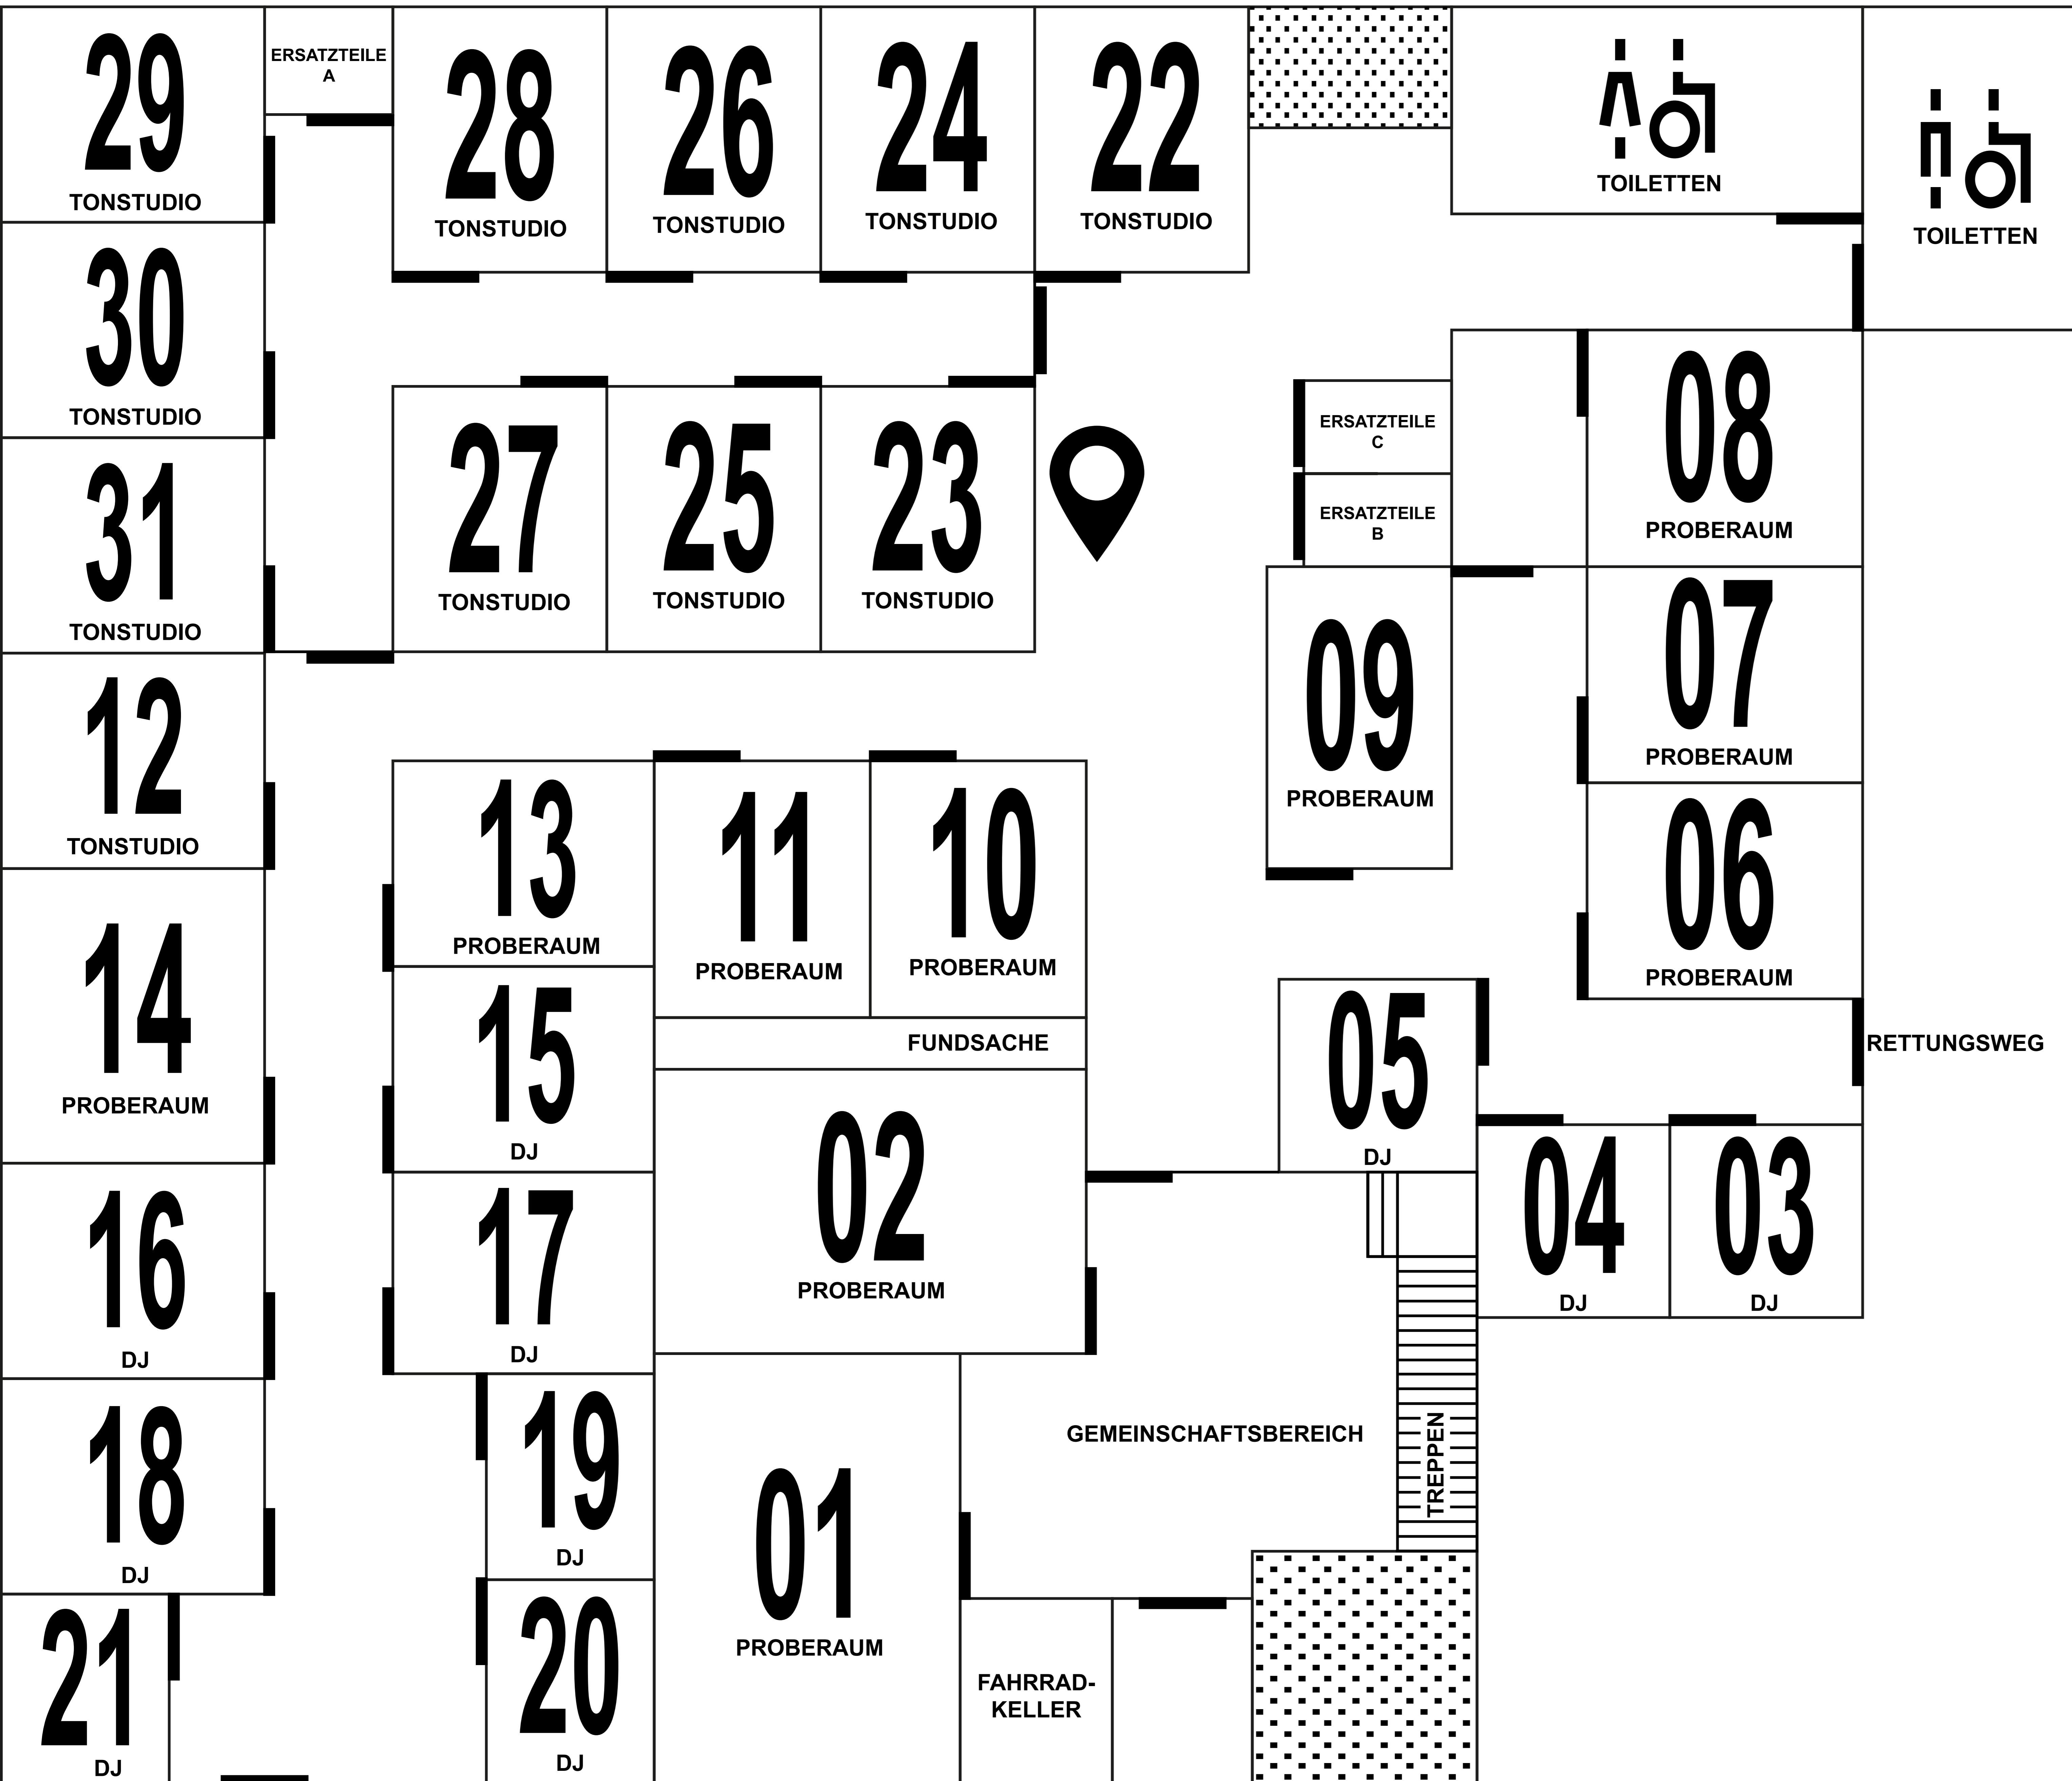 29
TONSTUDIO
ERSATZTEILE
A
28
TONSTUDIO
26
TONSTUDIO
24
TONSTUDIO
22
TONSTUDIO
TOILETTEN
TOILETTEN
30
TONSTUDIO
31
TONSTUDIO
27
TONSTUDIO
25
TONSTUDIO
23
TONSTUDIO
ERSATZTEILE
C
ERSATZTEILE
B
08
PROBERAUM
09
PROBERAUM
07
PROBERAUM
06
PROBERAUM
12
TONSTUDIO
13
PROBERAUM
11
PROBERAUM
10
PROBERAUM
14
PROBERAUM
15
DJ
FUNDSACHE
02
PROBERAUM
05
DJ
RETTUNGSWEG
04
DJ
03
DJ
16
DJ
17
DJ
18
DJ
19
DJ
01
PROBERAUM
GEMEINSCHAFTSBEREICH
TREPPEN
21
DJ
20
DJ
FAHRRAD-
KELLER